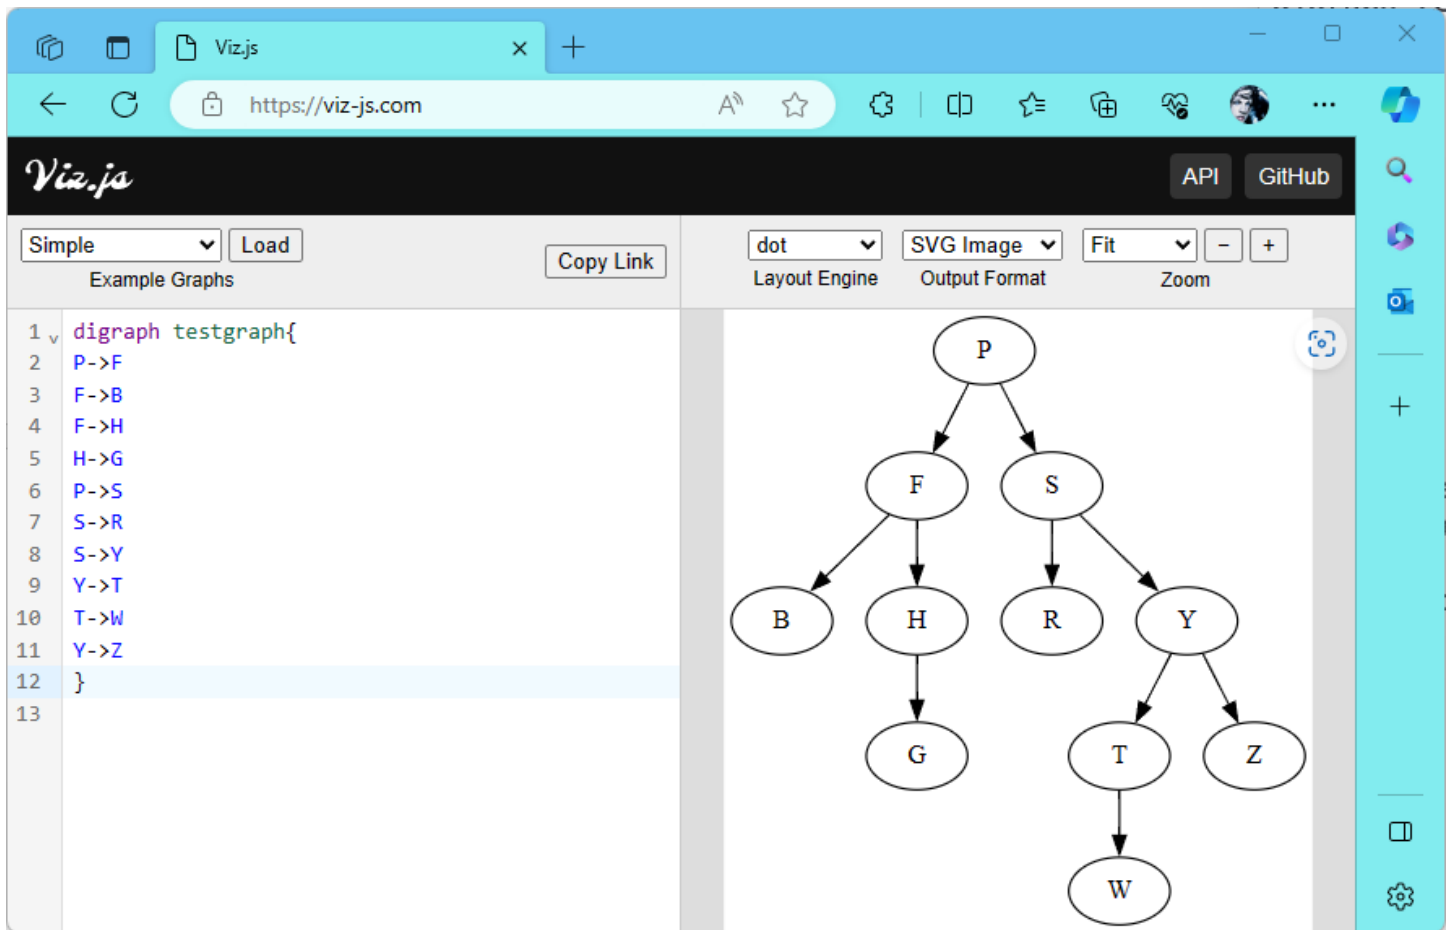 Viz.js
https://viz-js.com
Viz.js
API GitHub
Simple Load
Example Graphs
Copy Link
dot SVG Image Fit - +
Layout Engine Output Format Zoom
1 digraph testgraph{
2 P->F
3 F->B
4 F->H
5 H->G
6 P->S
7 S->R
8 S->Y
9 Y->T
10 T->W
11 Y->Z
12 }
13
P
F S
B H R Y
G T Z
W